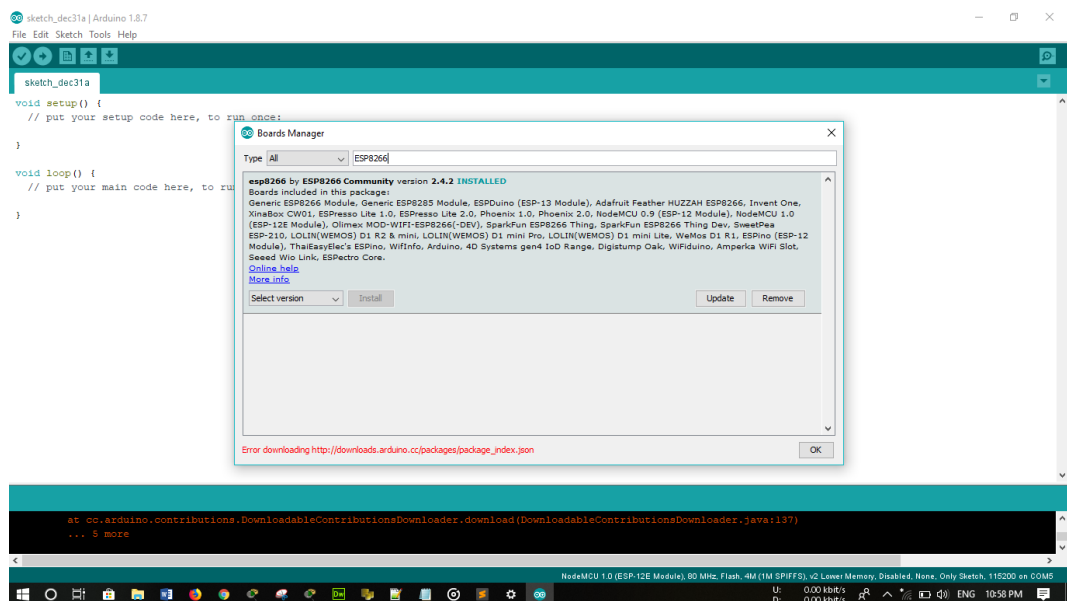 sketch_dec31a | Arduino 1.8.7
File Edit Sketch Tools Help
sketch_dec31a
void setup() {
// put your setup code here, to run once:
}
void loop() {
// put your main code here, to ru
}
Boards Manager
Type All ESP8266
esp8266 by ESP8266 Community version 2.4.2 INSTALLED
Boards included in this package:
Generic ESP8266 Module, Generic ESP8285 Module, ESPDuino (ESP-13 Module), Adafruit Feather HUZZAH ESP8266, Invent One,
XinaBox CW01, ESPresso Lite 1.0, ESPresso Lite 2.0, Phoenix 1.0, Phoenix 2.0, NodeMCU 0.9 (ESP-12 Module), NodeMCU 1.0
(ESP-12E Module), Olimex MOD-WIFI-ESP8266(-DEV), SparkFun ESP8266 Thing, SparkFun ESP8266 Thing Dev, SweetPea
ESP-210, LOLIN(WEMOS) D1 R2 & mini, LOLIN(WEMOS) D1 mini Pro, LOLIN(WEMOS) D1 mini Lite, WeMos D1 R1, ESPino (ESP-12
Module), ThaiEasyElec's ESPino, WifInfo, Arduino, 4D Systems gen4 IoD Range, Digistump Oak, WiFiduino, Amperka WiFi Slot,
Seeed Wio Link, ESPectro Core.
Online help
More info
Select version Install Update Remove
Error downloading http://downloads.arduino.cc/packages/package_index.json OK
at cc.arduino.contributions.DownloadableContributionsDownloader.download(DownloadableContributionsDownloader.java:137)
... 5 more
NodeMCU 1.0 (ESP-12E Module), 80 MHz, Flash, 4M (1M SPIFFS), v2 Lower Memory, Disabled, None, Only Sketch, 115200 on COM5
U: 0.00 kbit/s
D: 0.00 kbit/s
ENG 10:58 PM